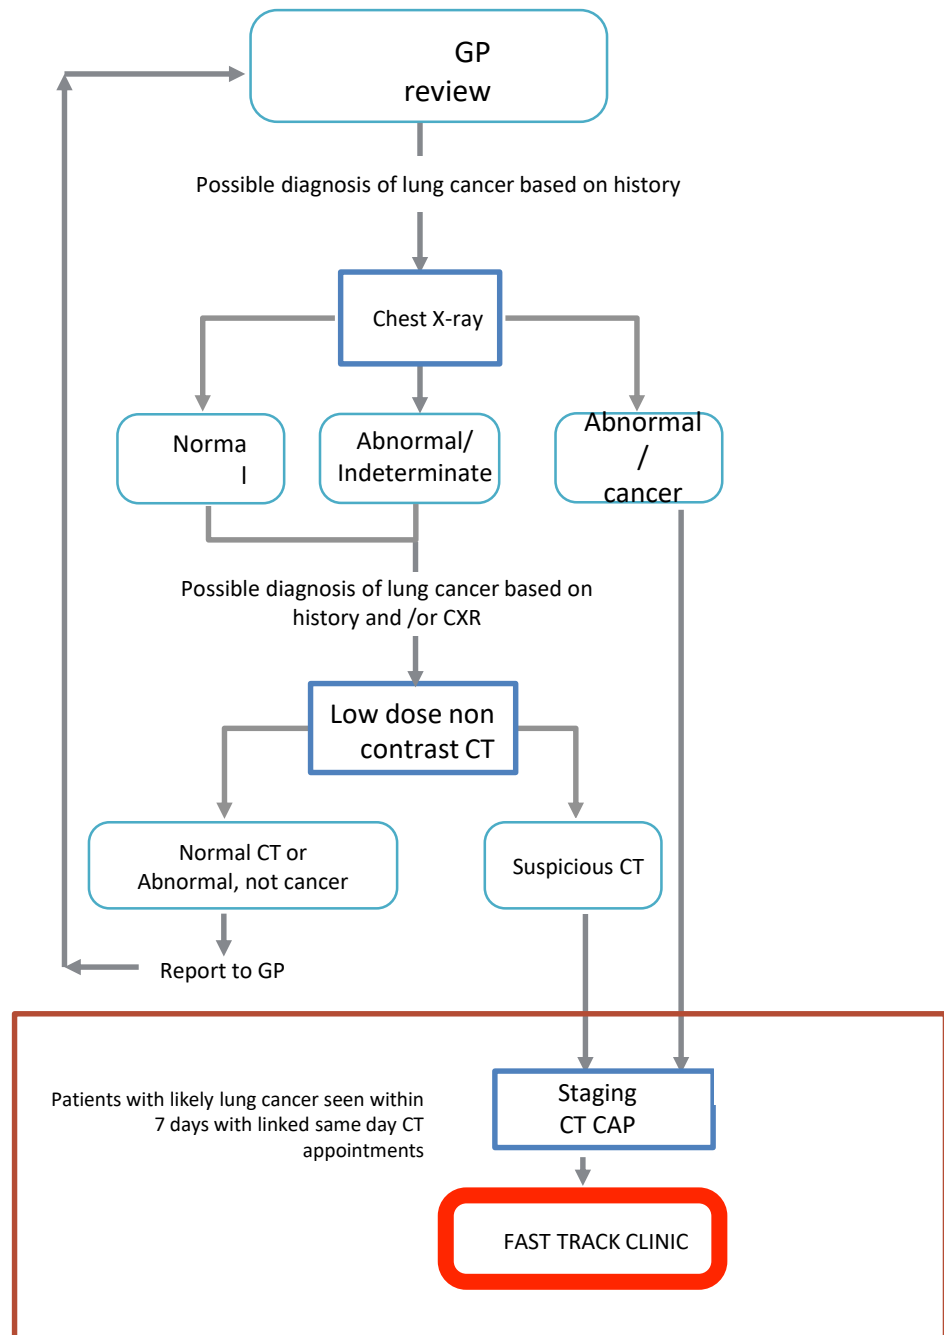 GP
review
Possible diagnosis of lung cancer based on history
Chest X-ray
Norma
l
Abnormal/
Indeterminate
Abnormal
/
cancer
Possible diagnosis of lung cancer based on
history and /or CXR
Low dose non
contrast CT
Normal CT or
Abnormal, not cancer
Suspicious CT
Report to GP
Patients with likely lung cancer seen within
7 days with linked same day CT
appointments
Staging
CT CAP
FAST TRACK CLINIC